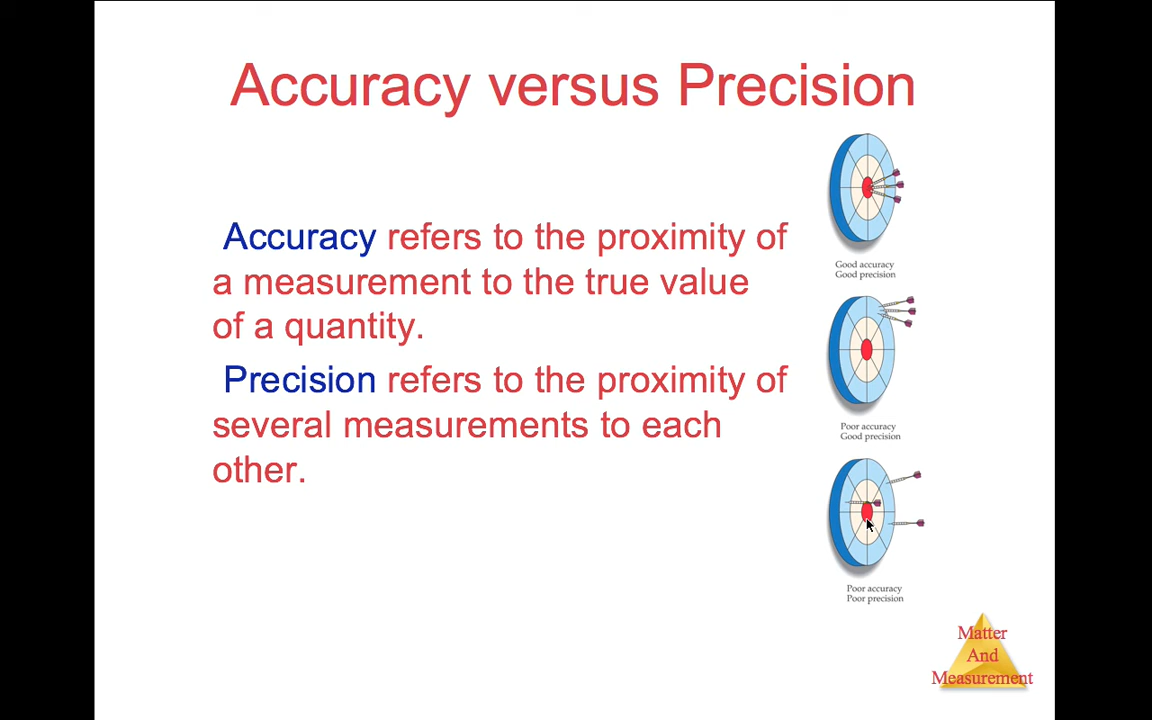 Accuracy versus Precision
Accuracy refers to the proximity of
a measurement to the true value
of a quantity.
Precision refers to the proximity of
several measurements to each
other.
Good accuracy
Good precision
Poor accuracy
Good precision
Poor accuracy
Poor precision
Matter
And
Measurement